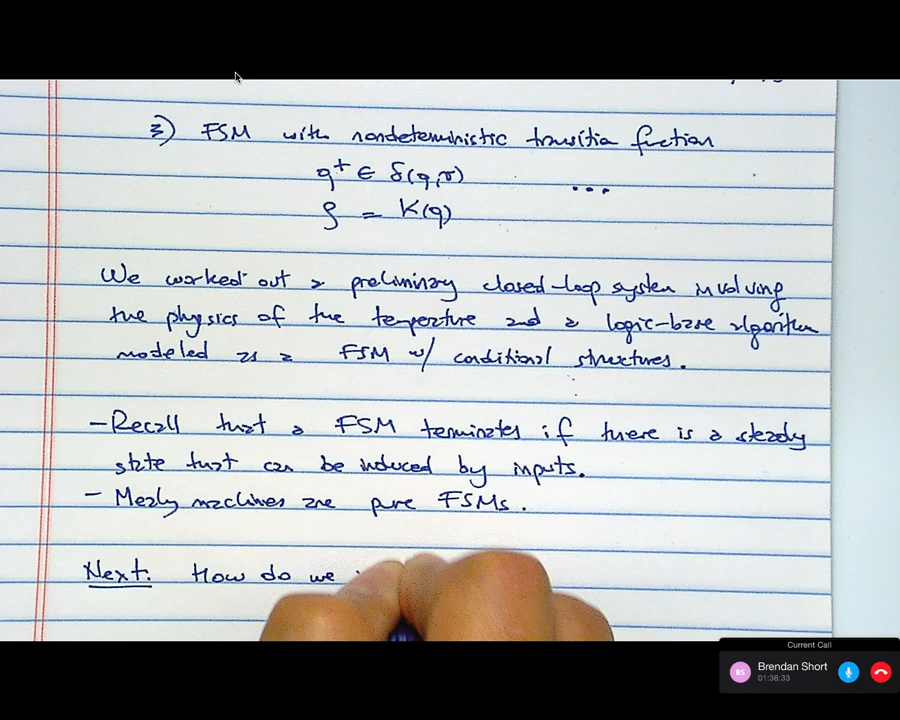 3) FSM with nondeterministic transition fuction
q⁺ ∈ δ(q,σ)
...
ζ = K(q)
We worked out a preliminary closed-loop system involving
the physics of the temperature and a logic-base algorithm
modeled as a FSM w/ conditional structures.
- Recall that a FSM terminates if there is a steady
state that can be induced by inputs.
- Mealy machines are pure FSMs.
Next: How do we
Current Call
BS
Brendan Short
01:38:33